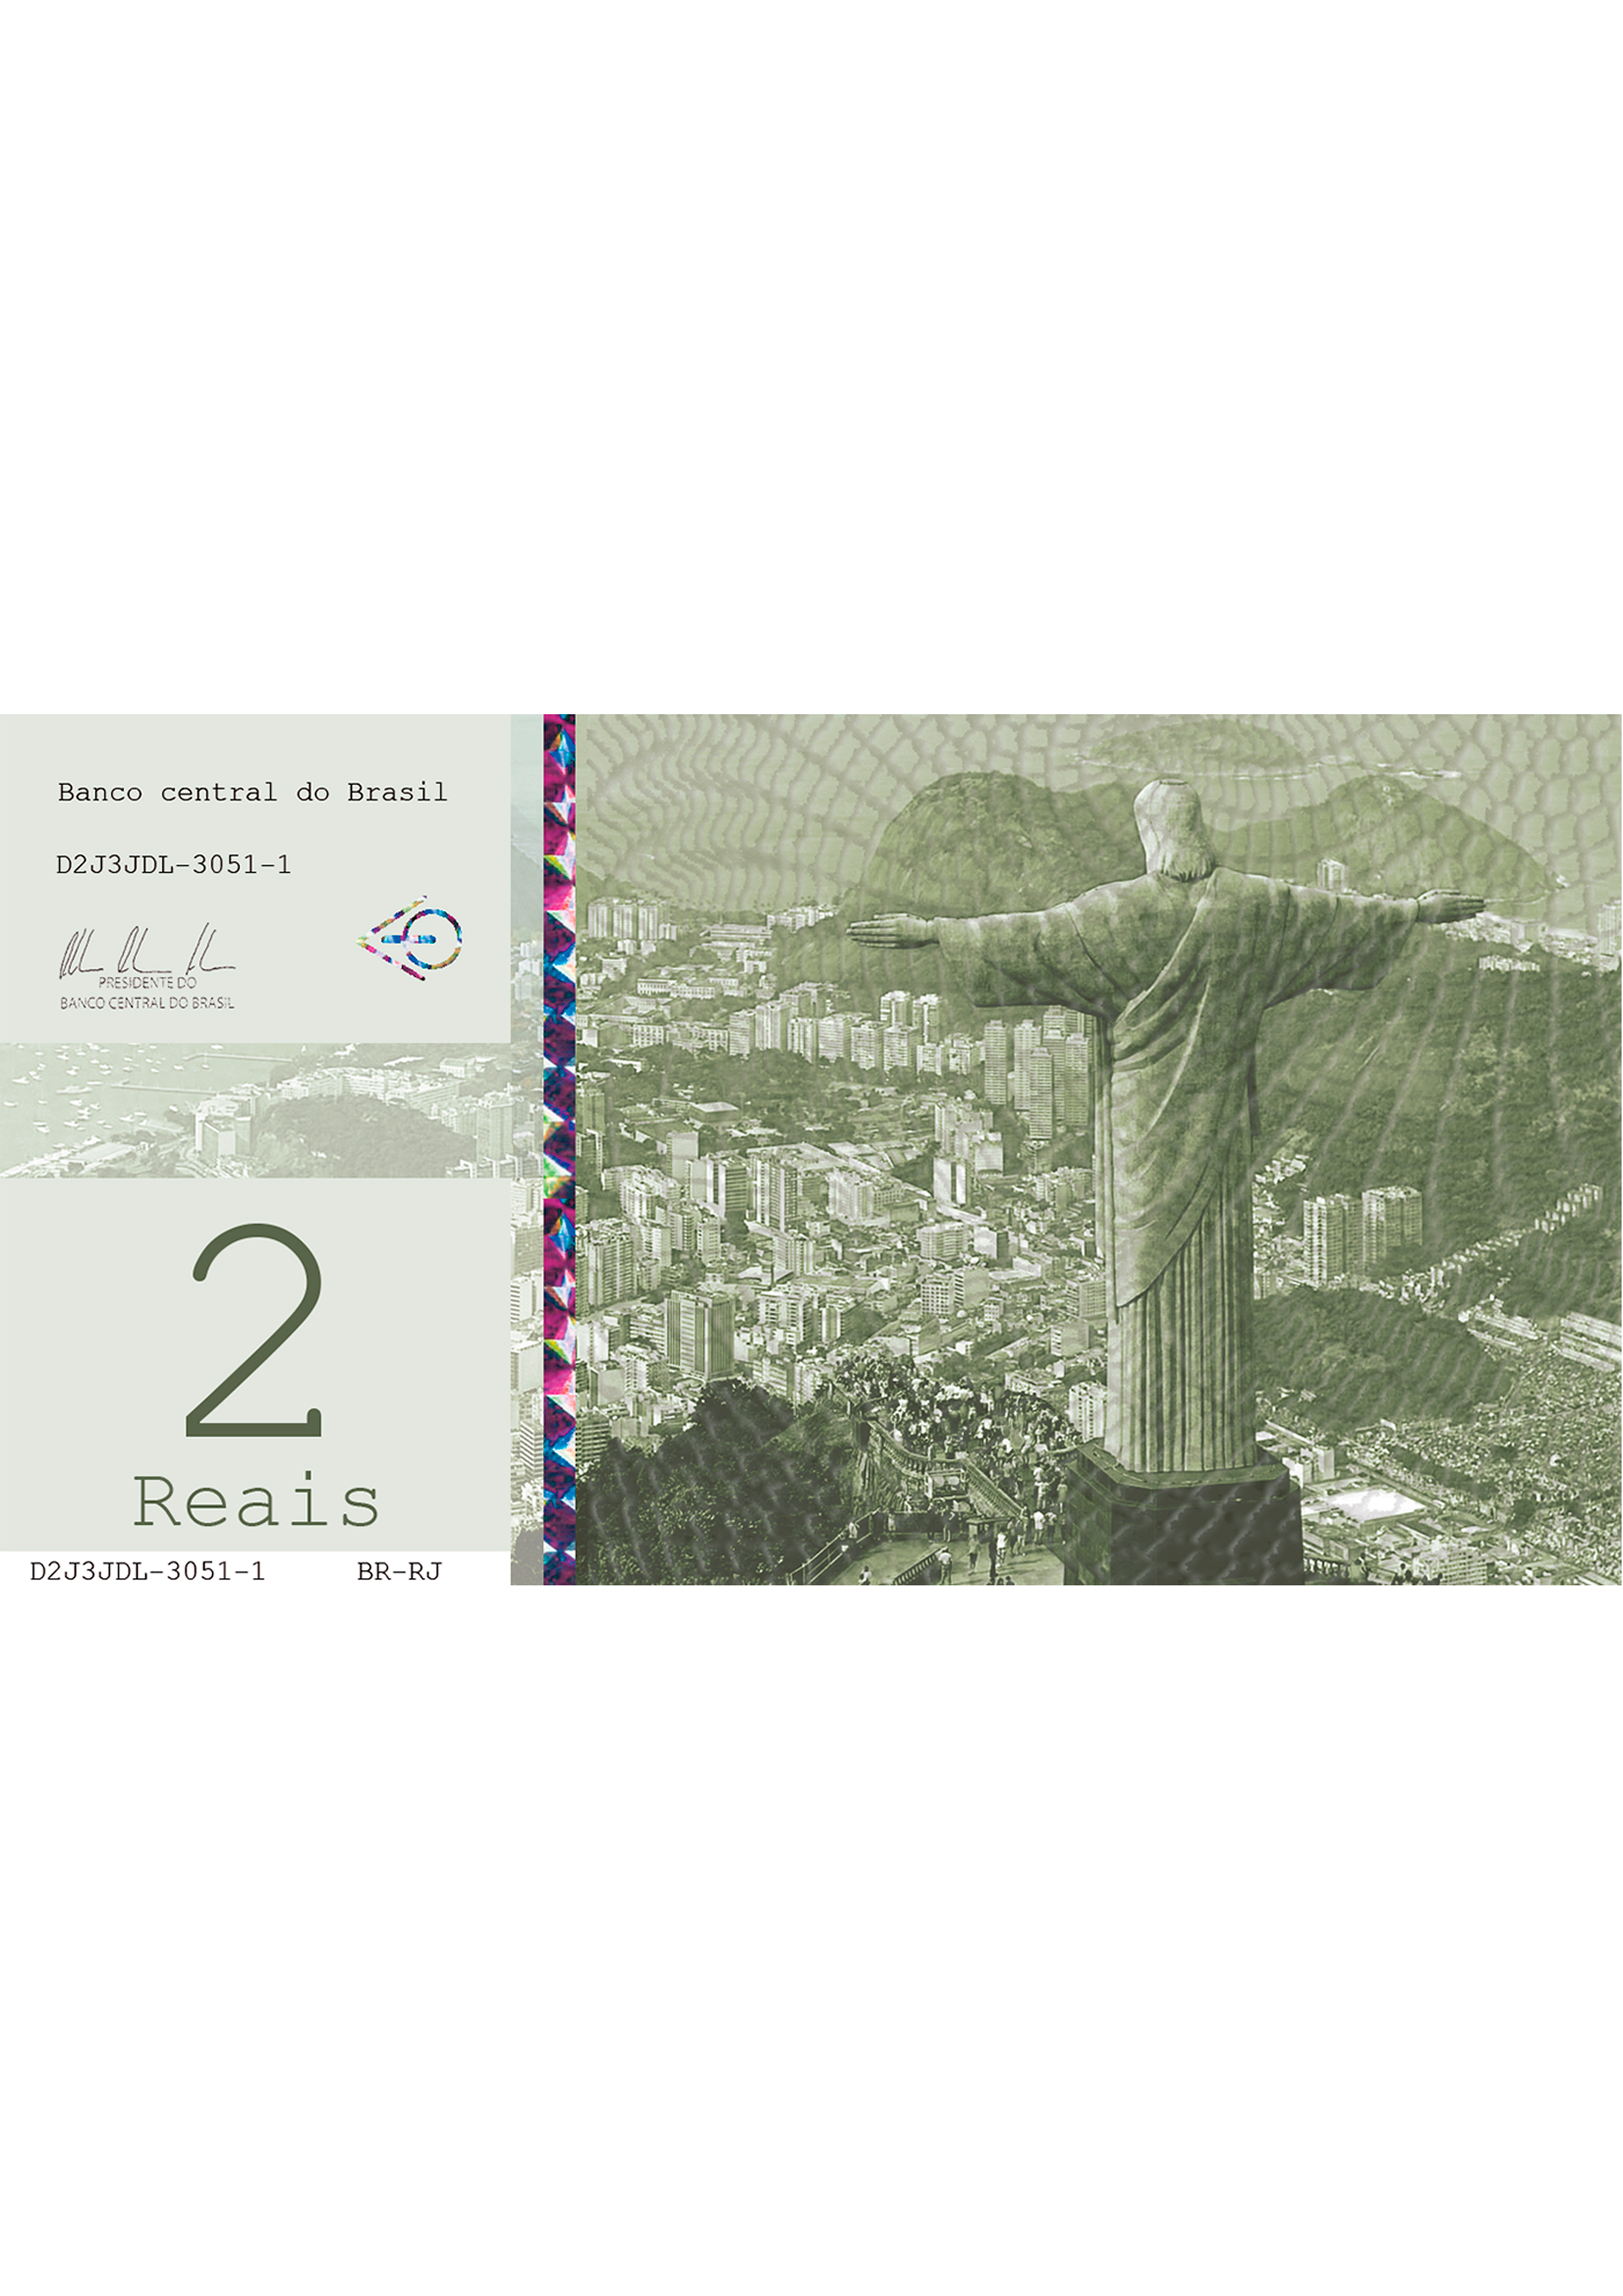 Banco central do Brasil
D2J3JDL-3051-1
PRESIDENTE DO
BANCO CENTRAL DO BRASIL
2
Reais
D2J3JDL-3051-1 BR-RJ